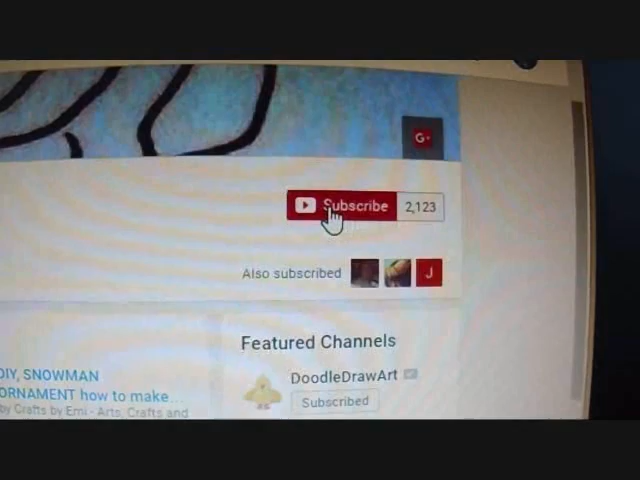 G+
Subscribe 2,123
Also subscribed J
Featured Channels
DIY, SNOWMAN
ORNAMENT how to make...
by Crafts by Emi - Arts, Crafts and
DoodleDrawArt
Subscribed